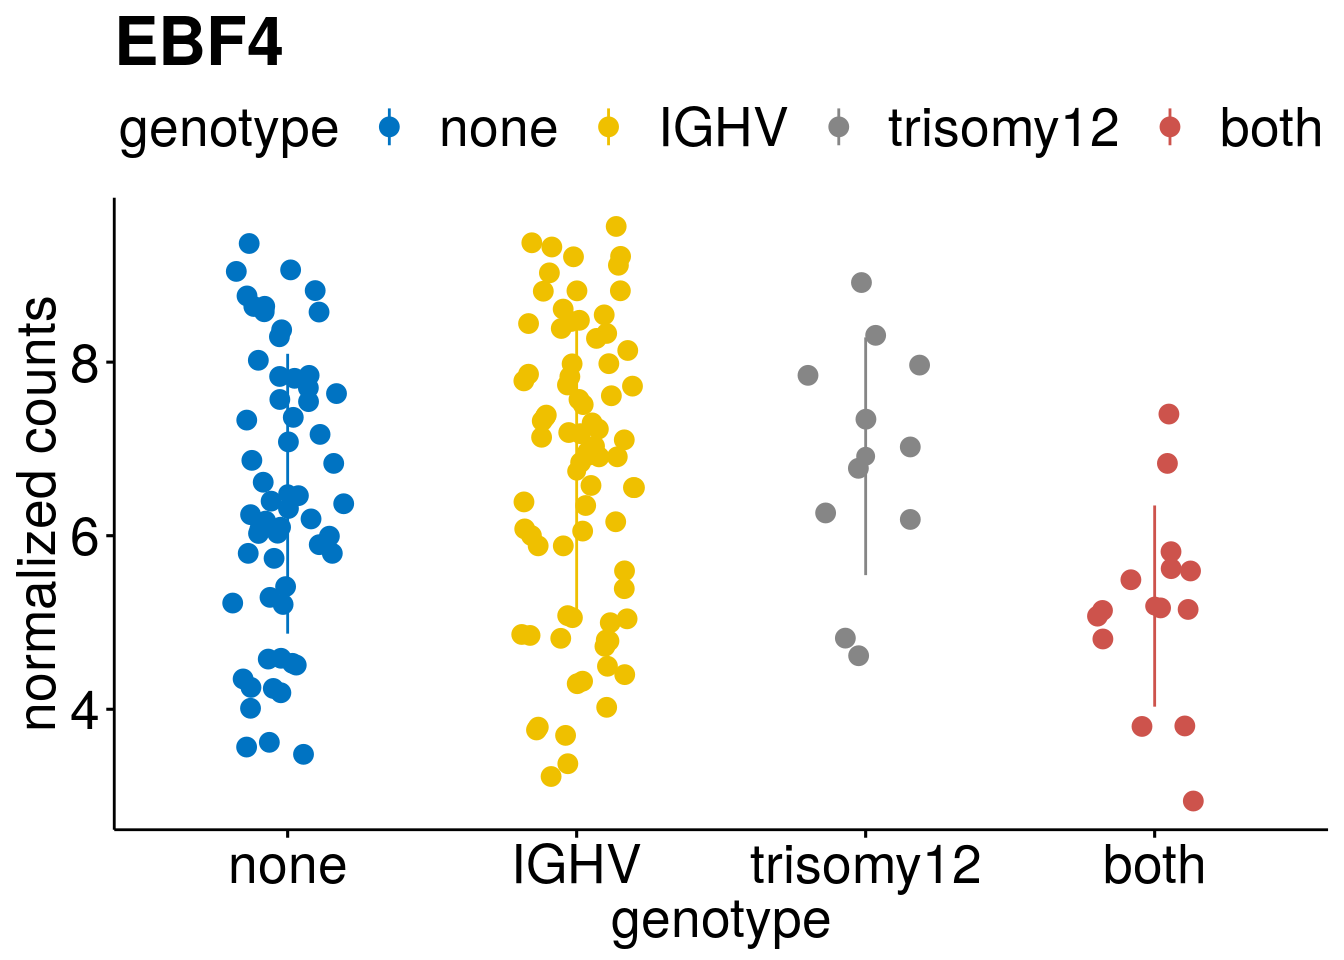 EBF4
genotype none IGHV trisomy12 both
normalized counts
8
6
4
none IGHV trisomy12 both
genotype